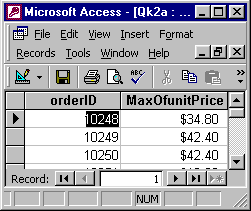 Microsoft Access - [Qk2a :
File Edit View Insert Format
Records Tools Window Help
orderID MaxOfunitPrice
10248 $34.80
10249 $42.40
10250 $42.40
Record: 1
NUM